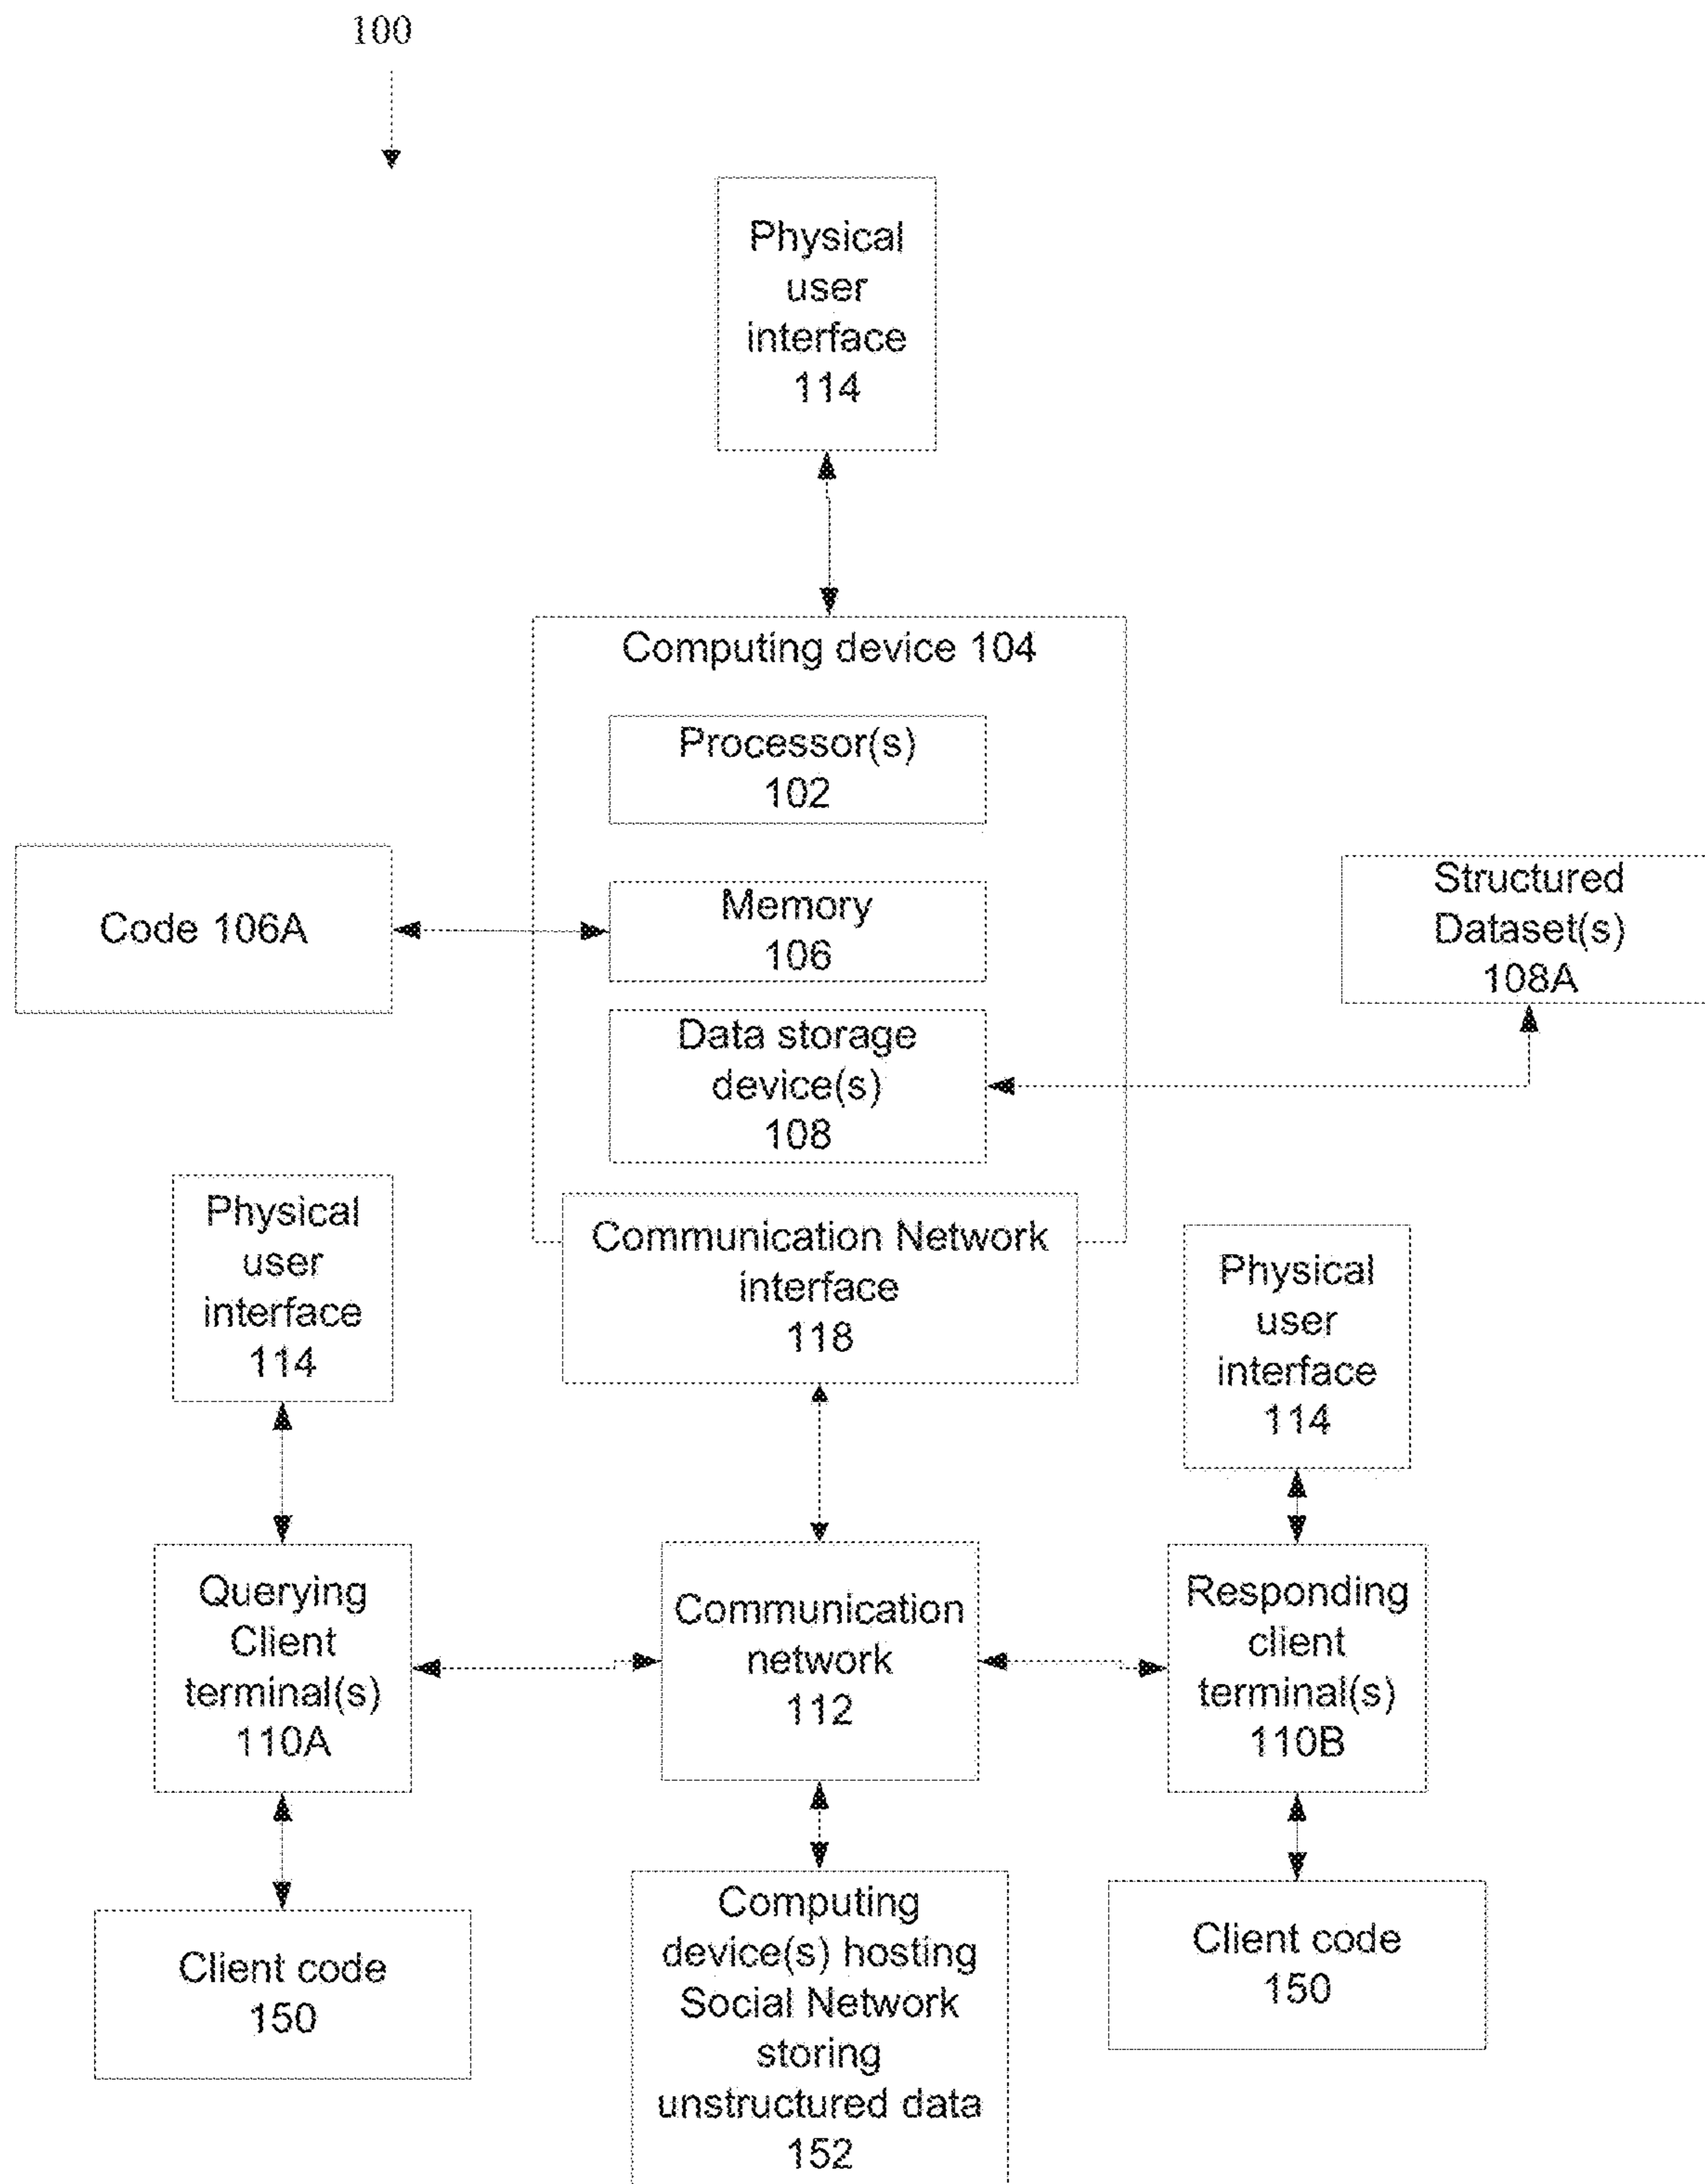 100
Physical
user
interface
114
Computing device 104
Processor(s)
102
Code 106A
Memory
106
Structured
Dataset(s)
108A
Data storage
device(s)
108
Physical
user
interface
114
Communication Network
interface
118
Physical
user
interface
114
Querying
Client
terminal(s)
110A
Communication
network
112
Responding
client
terminal(s)
110B
Client code
150
Computing
device(s) hosting
Social Network
storing
unstructured data
152
Client code
150